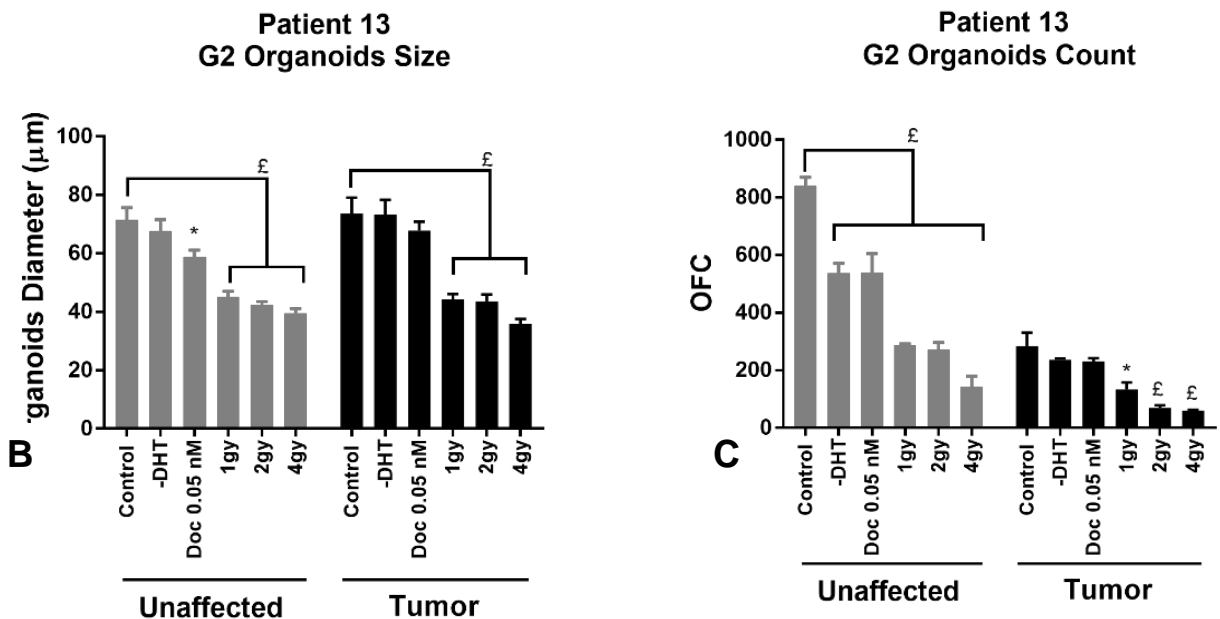 Patient 13
G2 Organoids Size
rganoids Diameter (μm)
100
80
60
40
20
0
£
*
£
Control
-DHT
Doc 0.05 nM
1gy
2gy
4gy
Control
-DHT
Doc 0.05 nM
1gy
2gy
4gy
Unaffected
Tumor
B
Patient 13
G2 Organoids Count
OFC
1000
800
600
400
200
0
£
*
£
£
Control
-DHT
Doc 0.05 nM
1gy
2gy
4gy
Control
-DHT
Doc 0.05 nM
1gy
2gy
4gy
Unaffected
Tumor
C